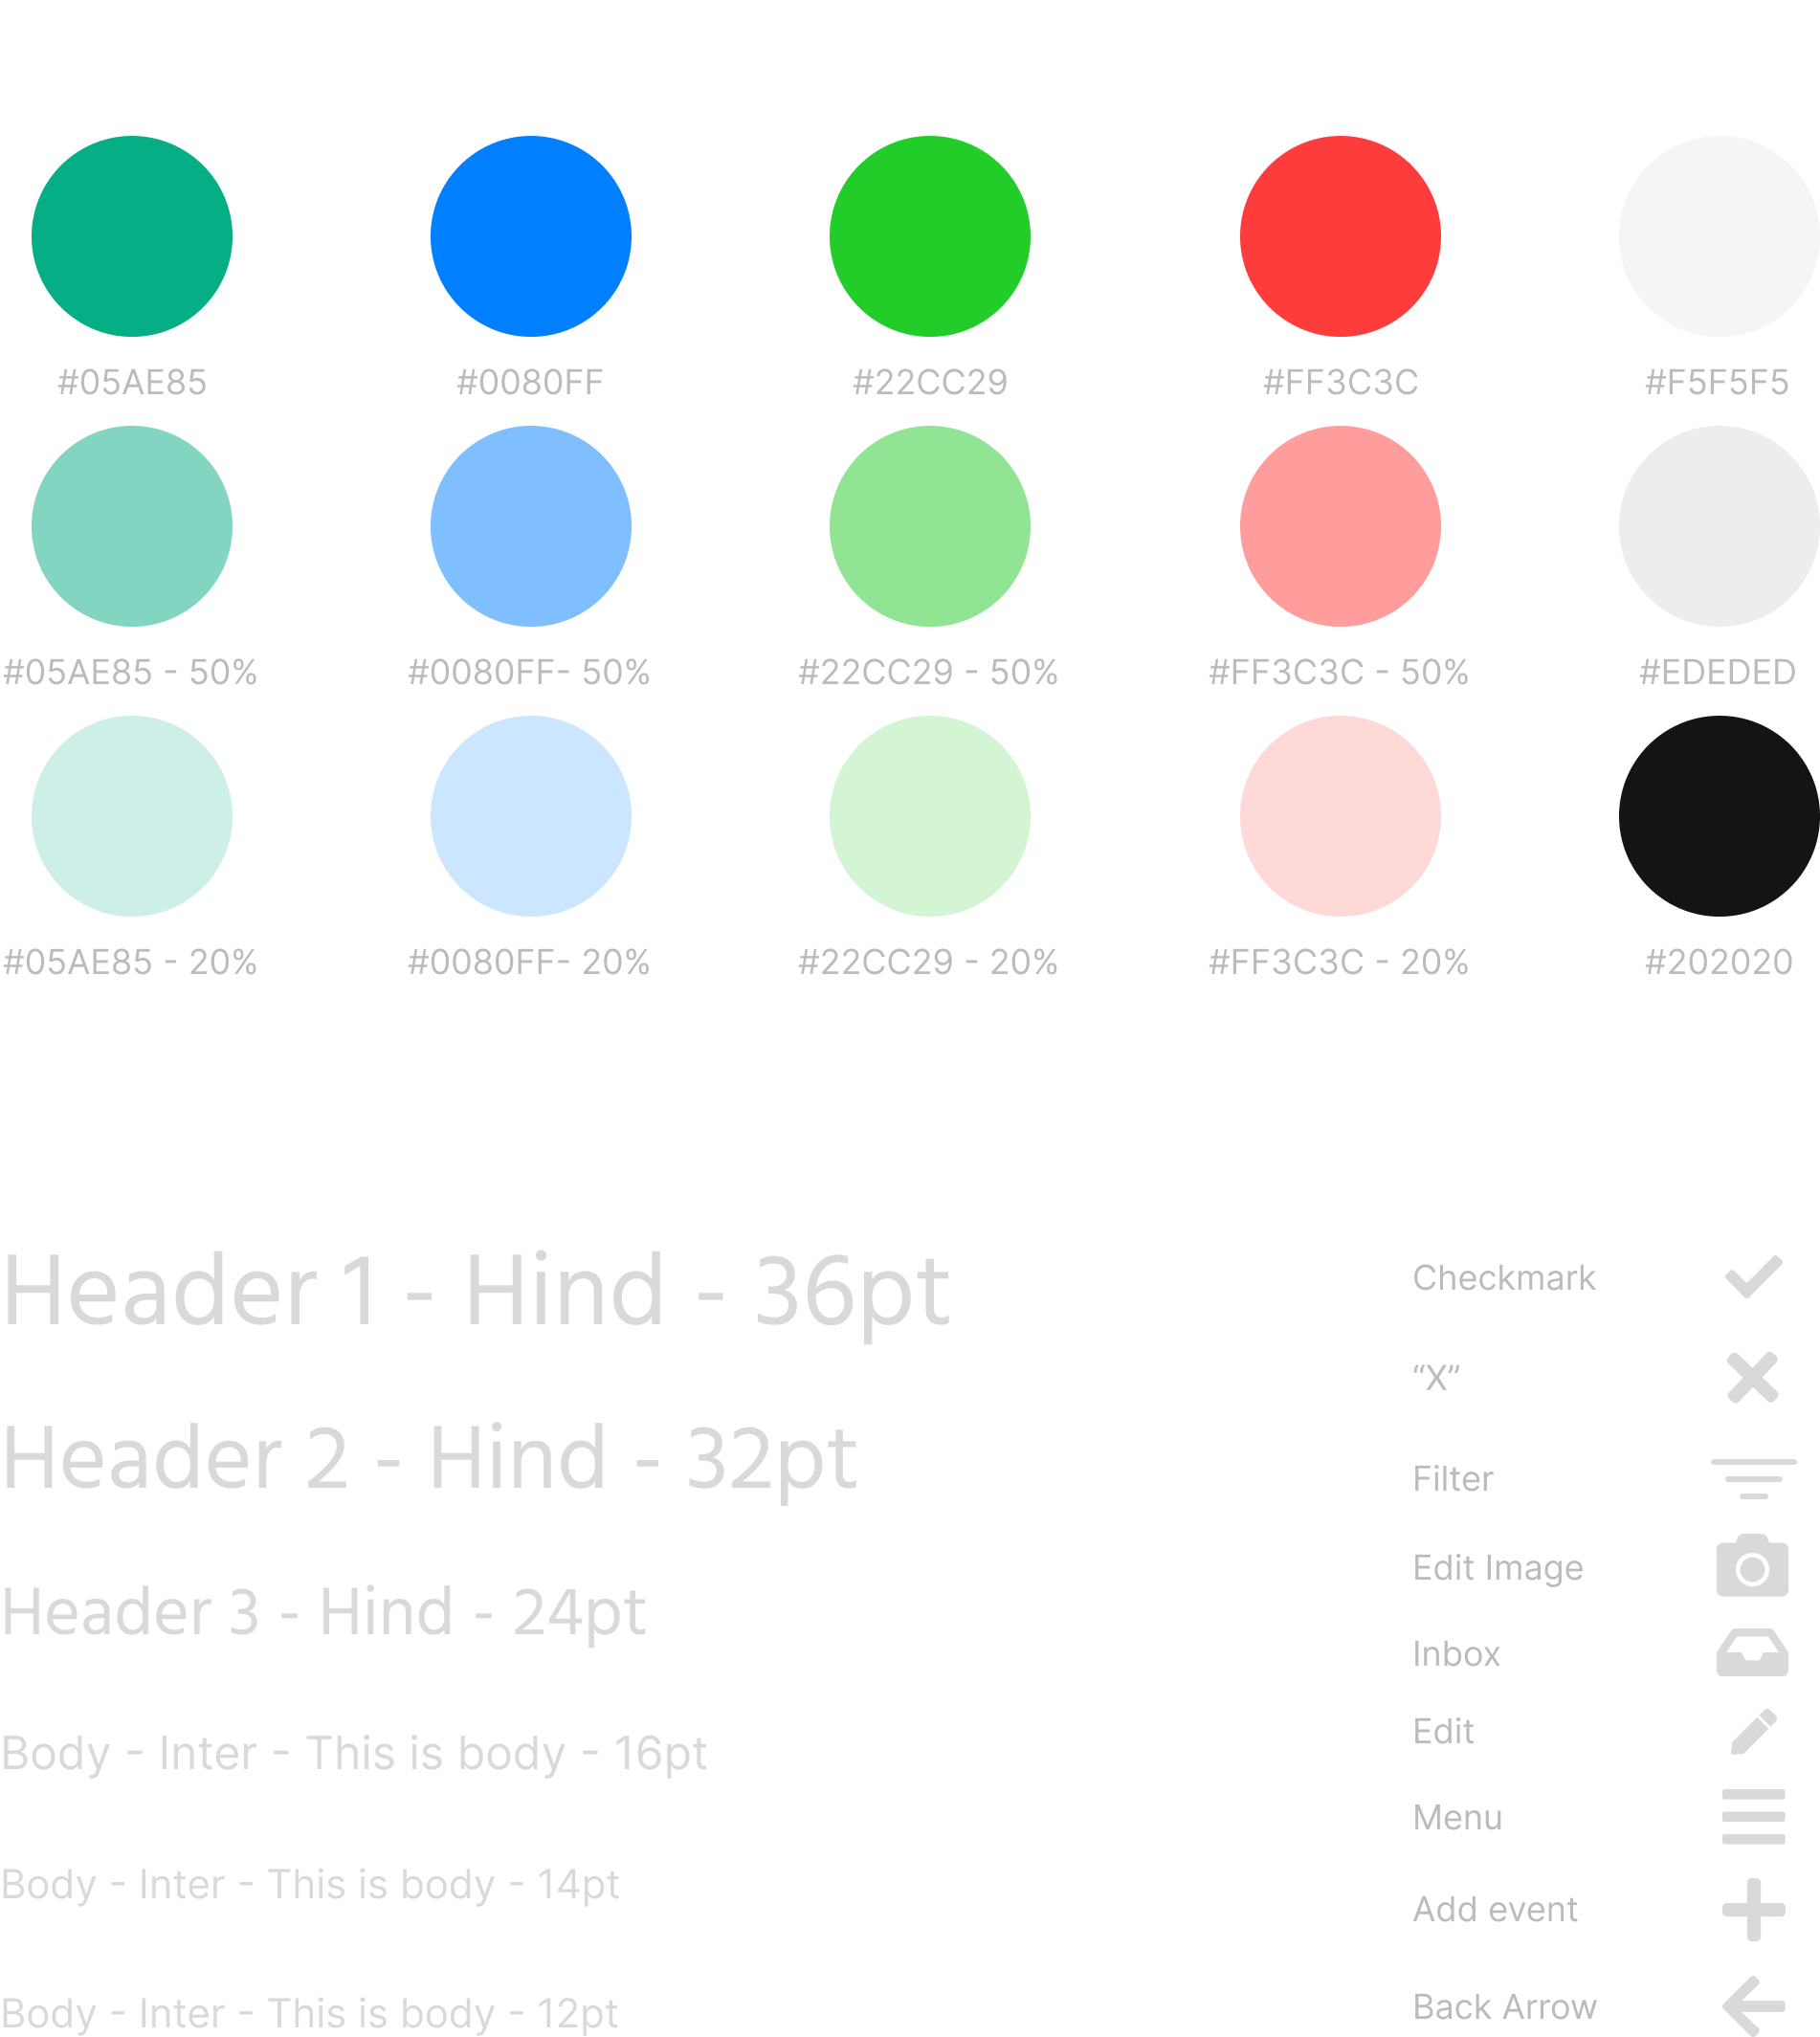 #05AE85
#0080FF
#22CC29
#FF3C3C
#F5F5F5
#05AE85 - 50%
#0080FF- 50%
#22CC29 - 50%
#FF3C3C - 50%
#EDEDED
#05AE85 - 20%
#0080FF- 20%
#22CC29 - 20%
#FF3C3C - 20%
#202020
Header 1 - Hind - 36pt
Header 2 - Hind - 32pt
Header 3 - Hind - 24pt
Body - Inter - This is body - 16pt
Body - Inter - This is body - 14pt
Body - Inter - This is body - 12pt
Checkmark
“X”
Filter
Edit Image
Inbox
Edit
Menu
Add event
Back Arrow